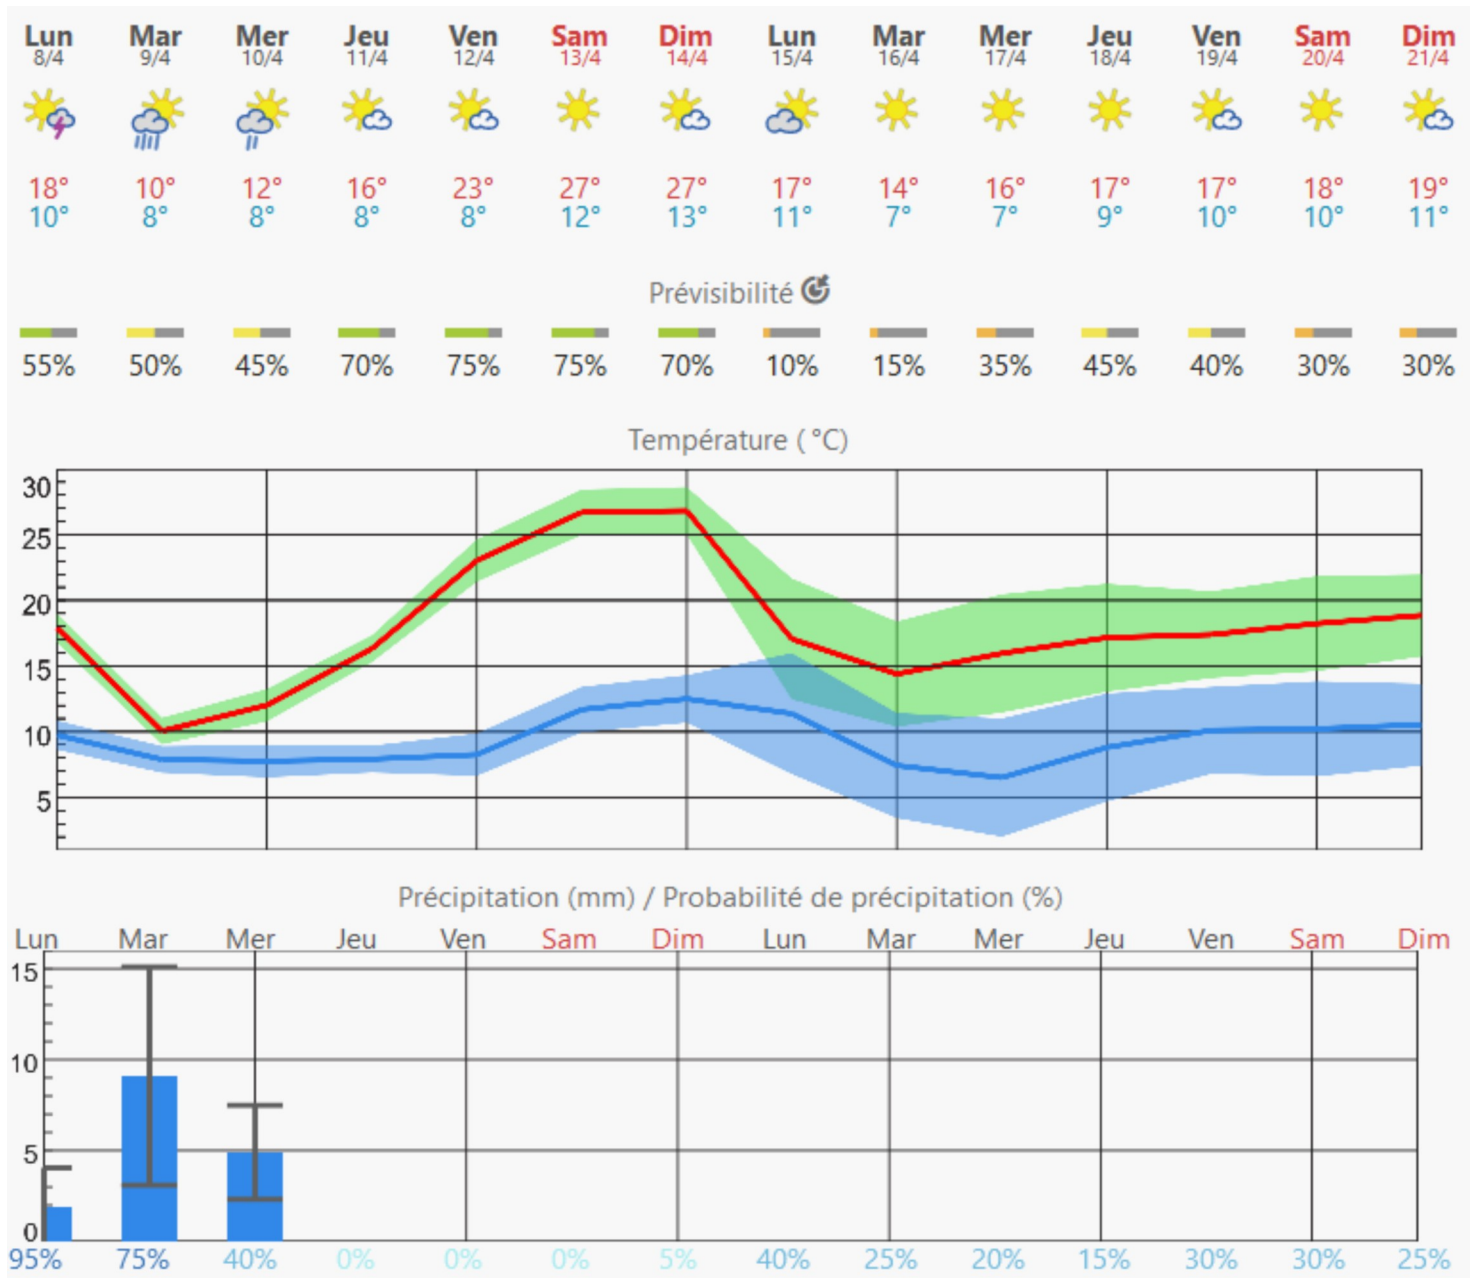 Lun Mar Mer Jeu Ven Sam Dim Lun Mar Mer Jeu Ven Sam Dim
8/4 9/4 10/4 11/4 12/4 13/4 14/4 15/4 16/4 17/4 18/4 19/4 20/4 21/4
18° 10° 12° 16° 23° 27° 27° 17° 14° 16° 17° 17° 18° 19°
10° 8° 8° 8° 8° 12° 13° 11° 7° 7° 9° 10° 10° 11°
Prévisibilité
55% 50% 45% 70% 75% 75% 70% 10% 15% 35% 45% 40% 30% 30%
Température ( °C)
30
25
20
15
10
5
Précipitation (mm) / Probabilité de précipitation (%)
Lun Mar Mer Jeu Ven Sam Dim Lun Mar Mer Jeu Ven Sam Dim
15
10
5
0
95% 75% 40% 0% 0% 0% 5% 40% 25% 20% 15% 30% 30% 25%